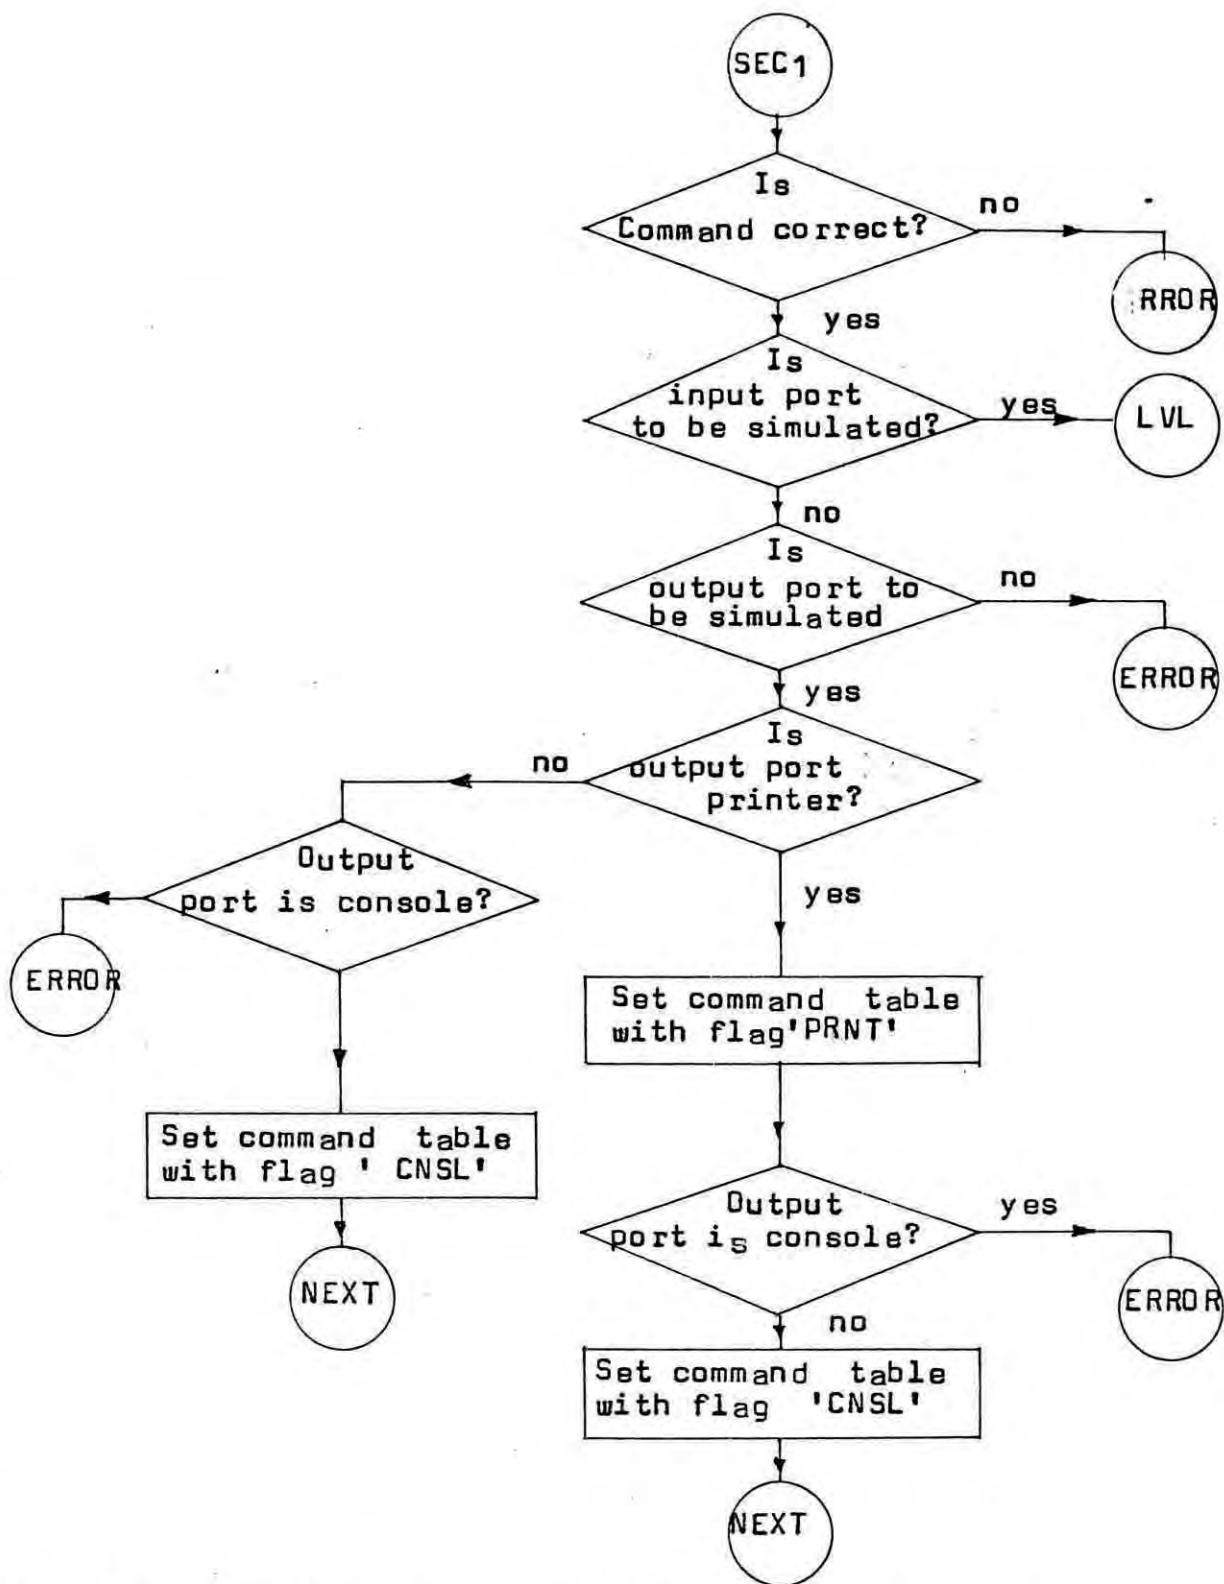 SEC1
Is
Command correct?
no
RROR
yes
Is
input port
to be simulated?
yes
LVL
no
Is
output port to
be simulated
no
ERROR
yes
Is
output port
printer?
no
Output
port is console?
ERROR
yes
Set command table
with flag'PRNT'
Set command table
with flag ' CNSL'
Output
port is console?
yes
NEXT
ERROR
no
Set command table
with flag 'CNSL'
NEXT